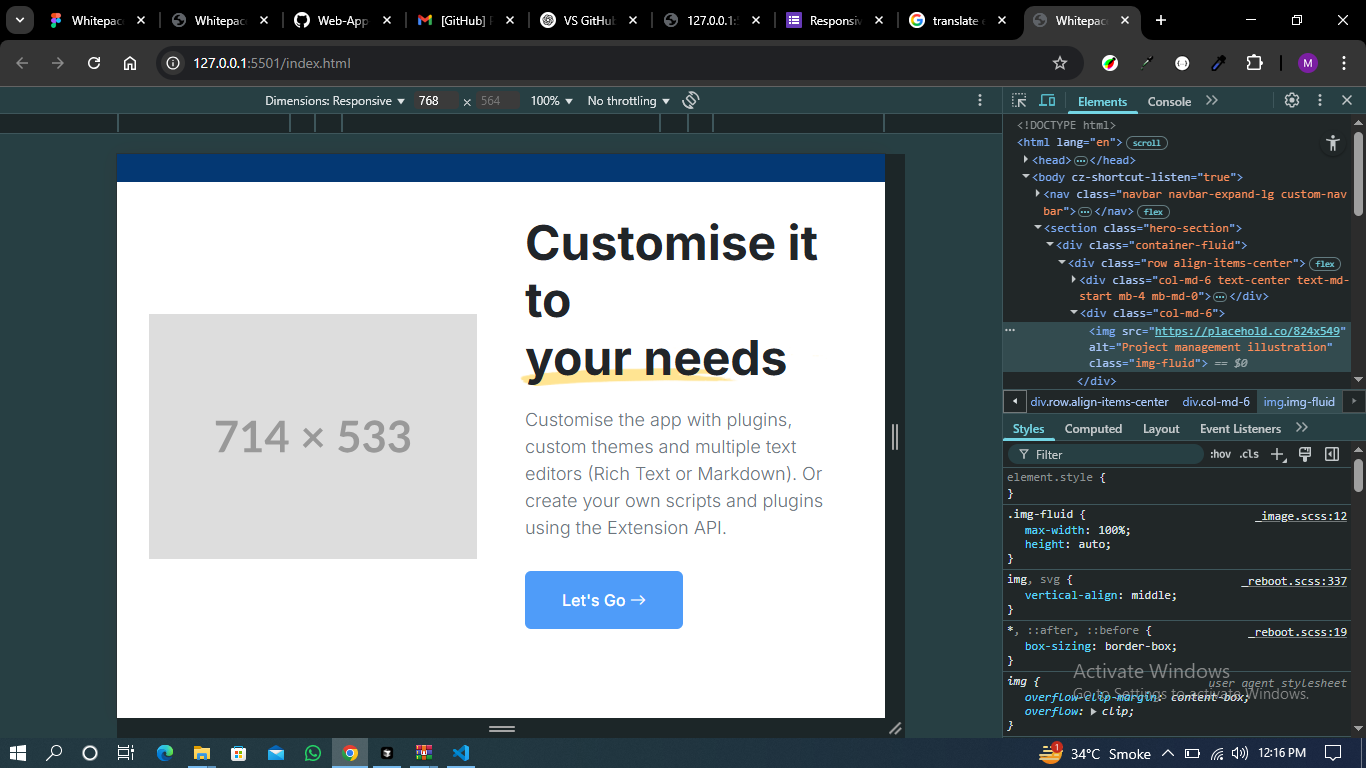 Whitepac
Whitepac
Web-App
[GitHub] F
VS GitHub
127.0.0.1:5
Responsiv
translate e
Whitepac
127.0.0.1:5501/index.html
M
Dimensions: Responsive 768 × 564 100% No throttling
Elements Console
Customise it
to
your needs
714 × 533
Customise the app with plugins,
custom themes and multiple text
editors (Rich Text or Markdown). Or
create your own scripts and plugins
using the Extension API.
Let's Go →
<!DOCTYPE html>
<html lang="en"> scroll
<head> ⋯ </head>
<body cz-shortcut-listen="true">
<nav class="navbar navbar-expand-lg custom-nav
bar"> ⋯ </nav> flex
<section class="hero-section">
<div class="container-fluid">
<div class="row align-items-center"> flex
<div class="col-md-6 text-center text-md-
start mb-4 mb-md-0"> ⋯ </div>
<div class="col-md-6">
<img src="https://placehold.co/824x549"
alt="Project management illustration"
class="img-fluid"> == $0
</div>
div.row.align-items-center div.col-md-6 img.img-fluid
Styles Computed Layout Event Listeners
Filter :hov .cls
element.style {
}
.img-fluid { _image.scss:12
max-width: 100%;
height: auto;
}
img, svg { _reboot.scss:337
vertical-align: middle;
}
*, ::after, ::before { _reboot.scss:19
box-sizing: border-box;
}
img { user agent stylesheet
overflow-clip-margin: content-box;
overflow: clip;
}
Activate Windows
Go to Settings to activate Windows.
1
34°C Smoke 12:16 PM